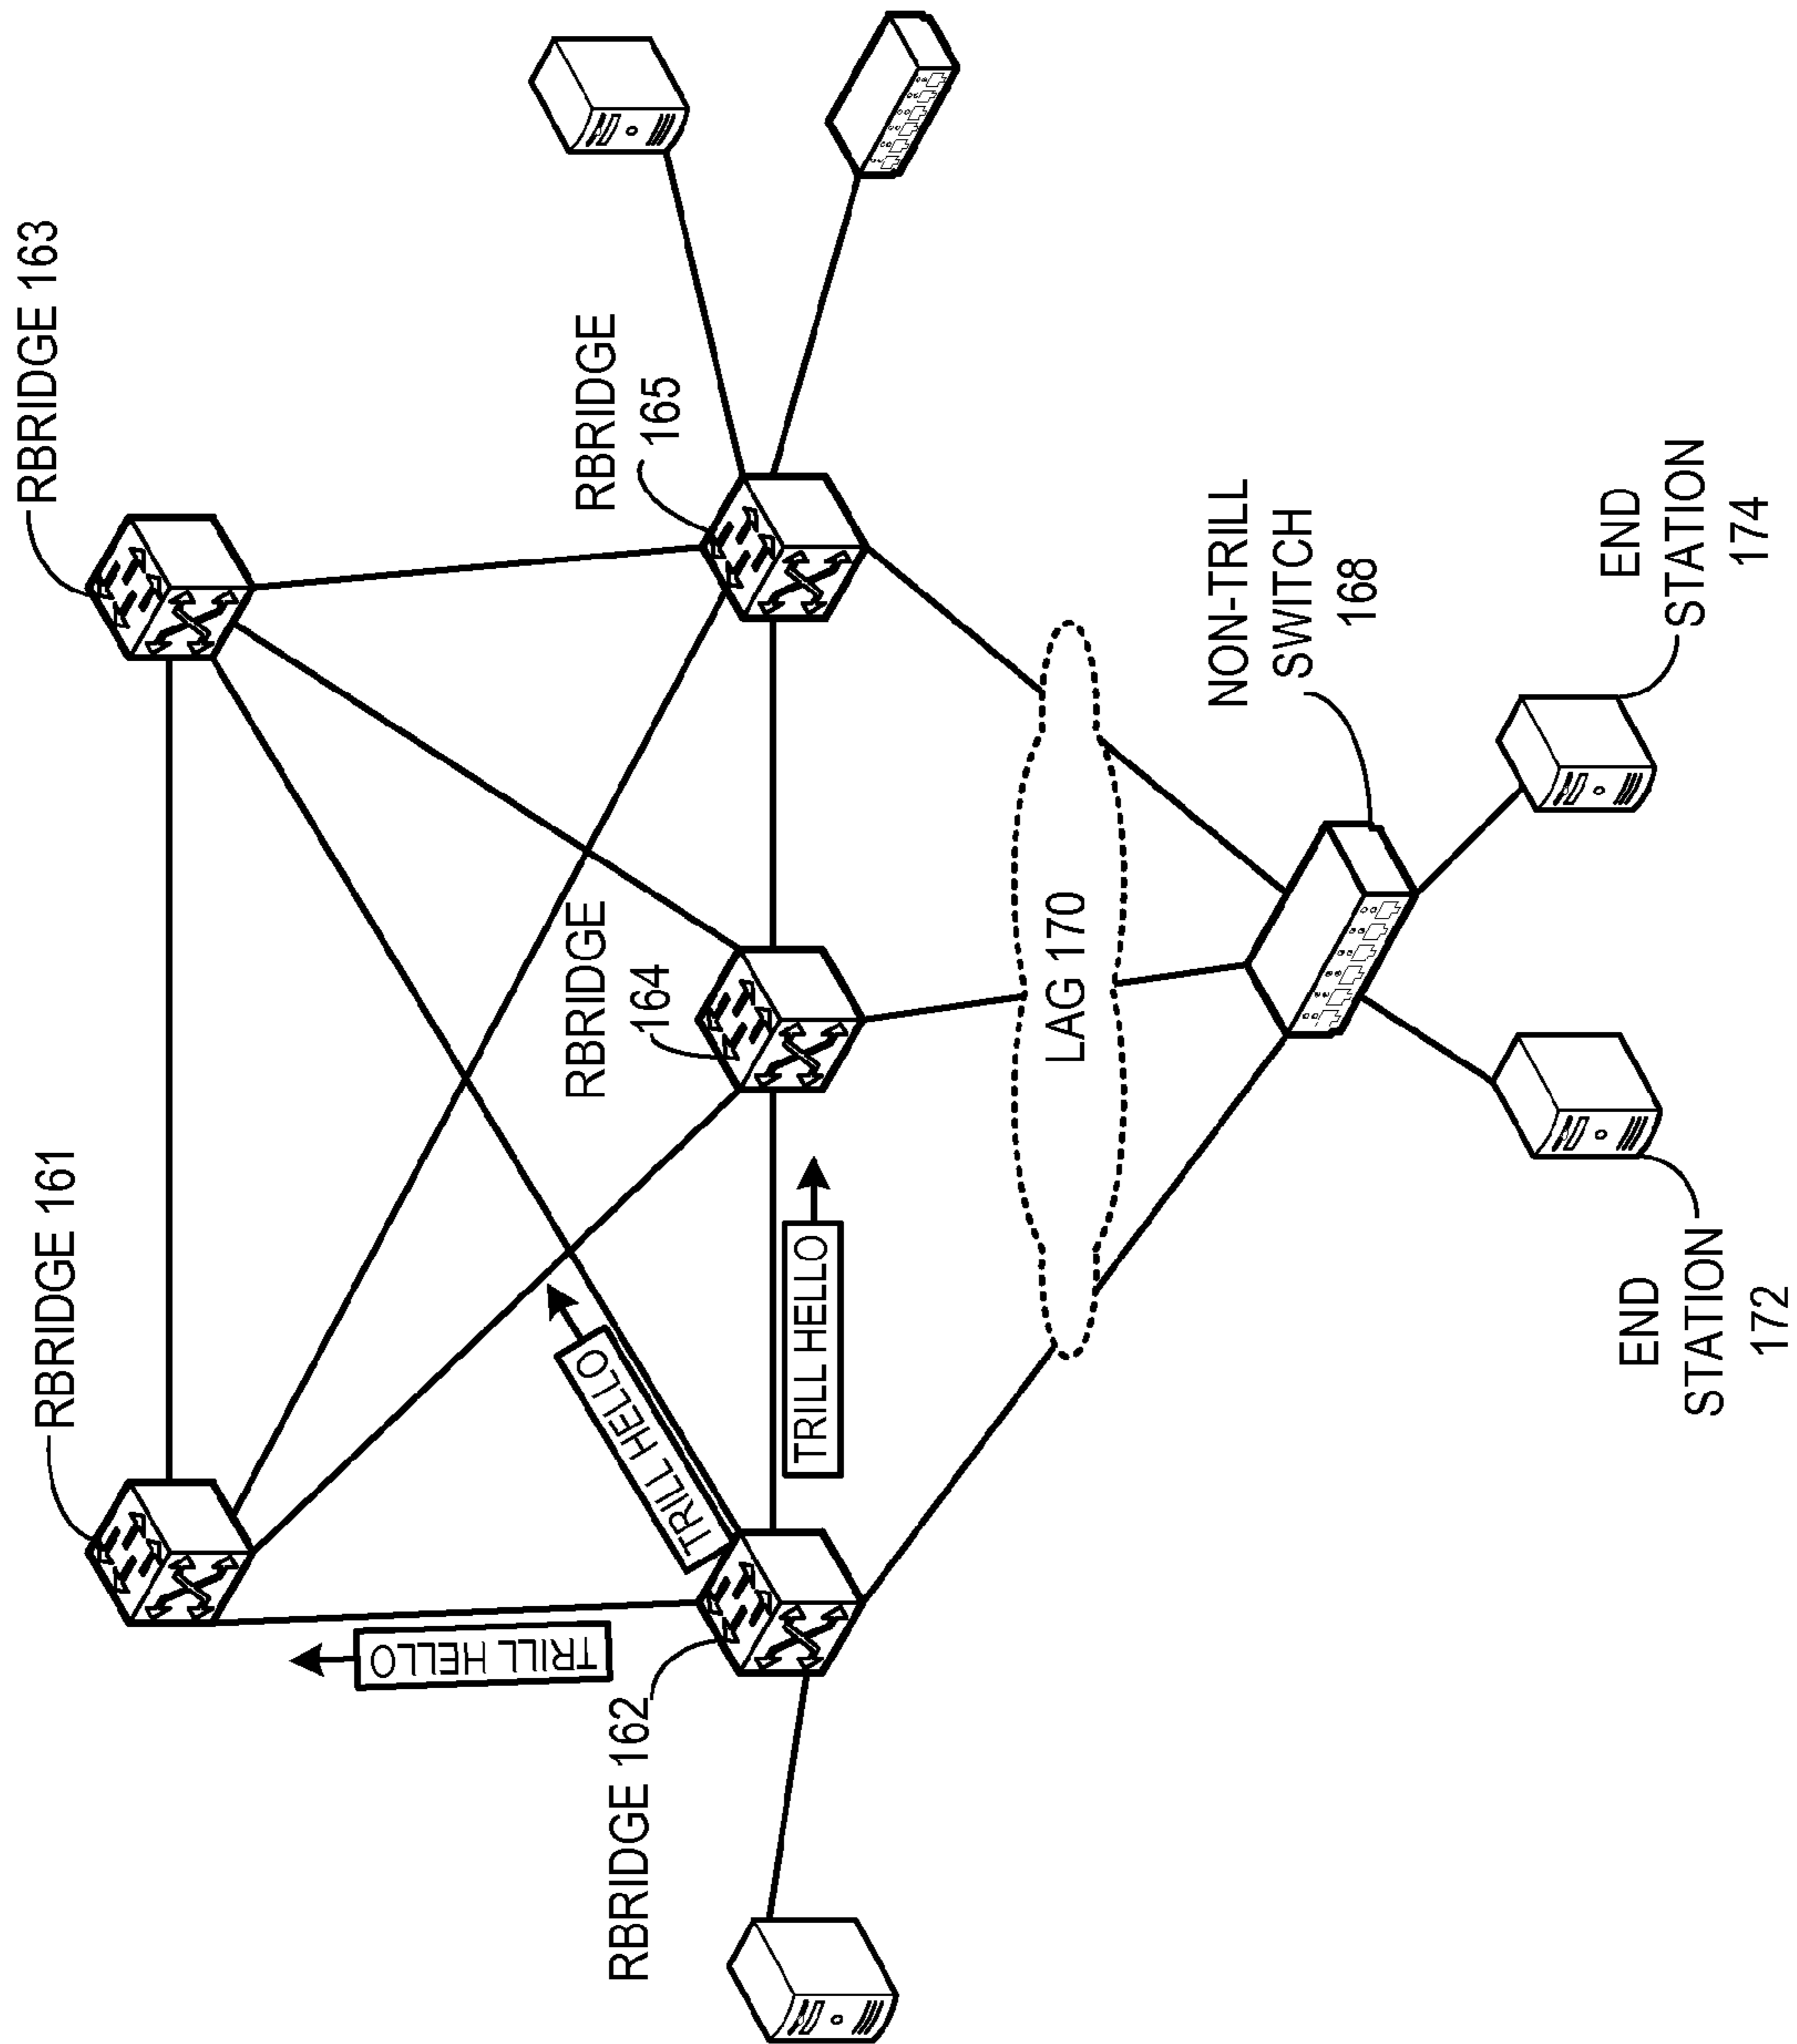 RBRIDGE 161
RBRIDGE 163
TRILL HELLO
RBRIDGE 162
TRILL HELLO
RBRIDGE
164
RBRIDGE
165
TRILL HELLO
LAG 170
NON-TRILL
SWITCH
168
END
STATION
172
END
STATION
174